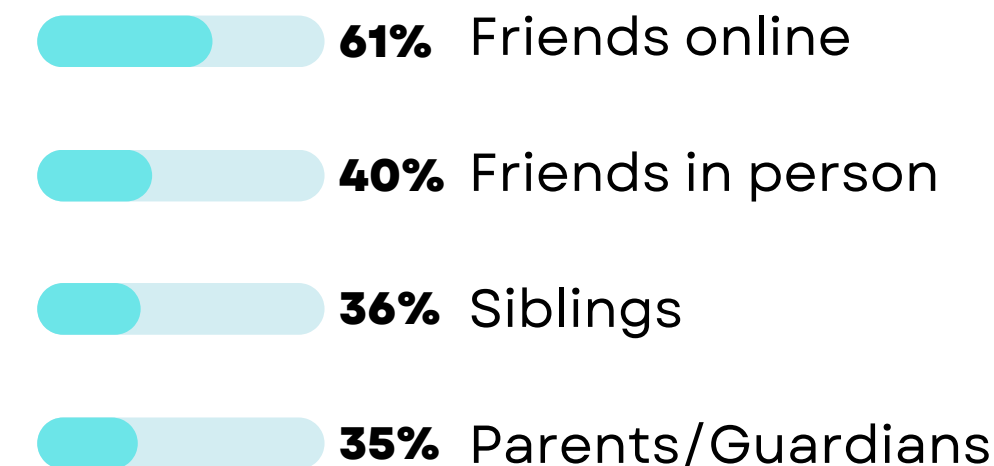 61% Friends online
40% Friends in person
36% Siblings
35% Parents/Guardians